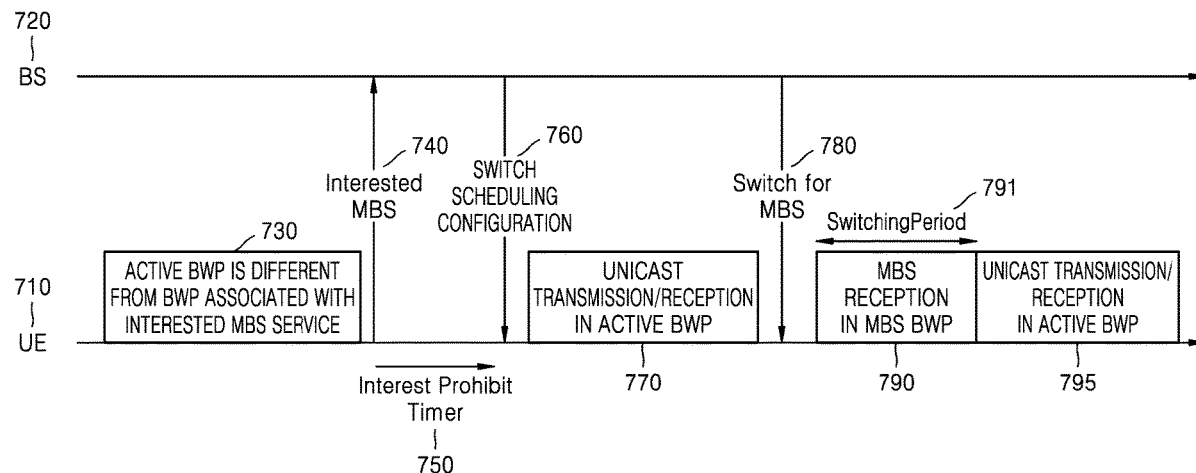 720
BS
740
Interested
MBS
760
SWITCH
SCHEDULING
CONFIGURATION
780
Switch for
MBS
791
SwitchingPeriod
730
ACTIVE BWP IS DIFFERENT
FROM BWP ASSOCIATED WITH
INTERESTED MBS SERVICE
UNICAST
TRANSMISSION/RECEPTION
IN ACTIVE BWP
MBS
RECEPTION
IN MBS BWP
UNICAST TRANSMISSION/
RECEPTION
IN ACTIVE BWP
710
UE
Interest Prohibit
Timer
750
770
790
795